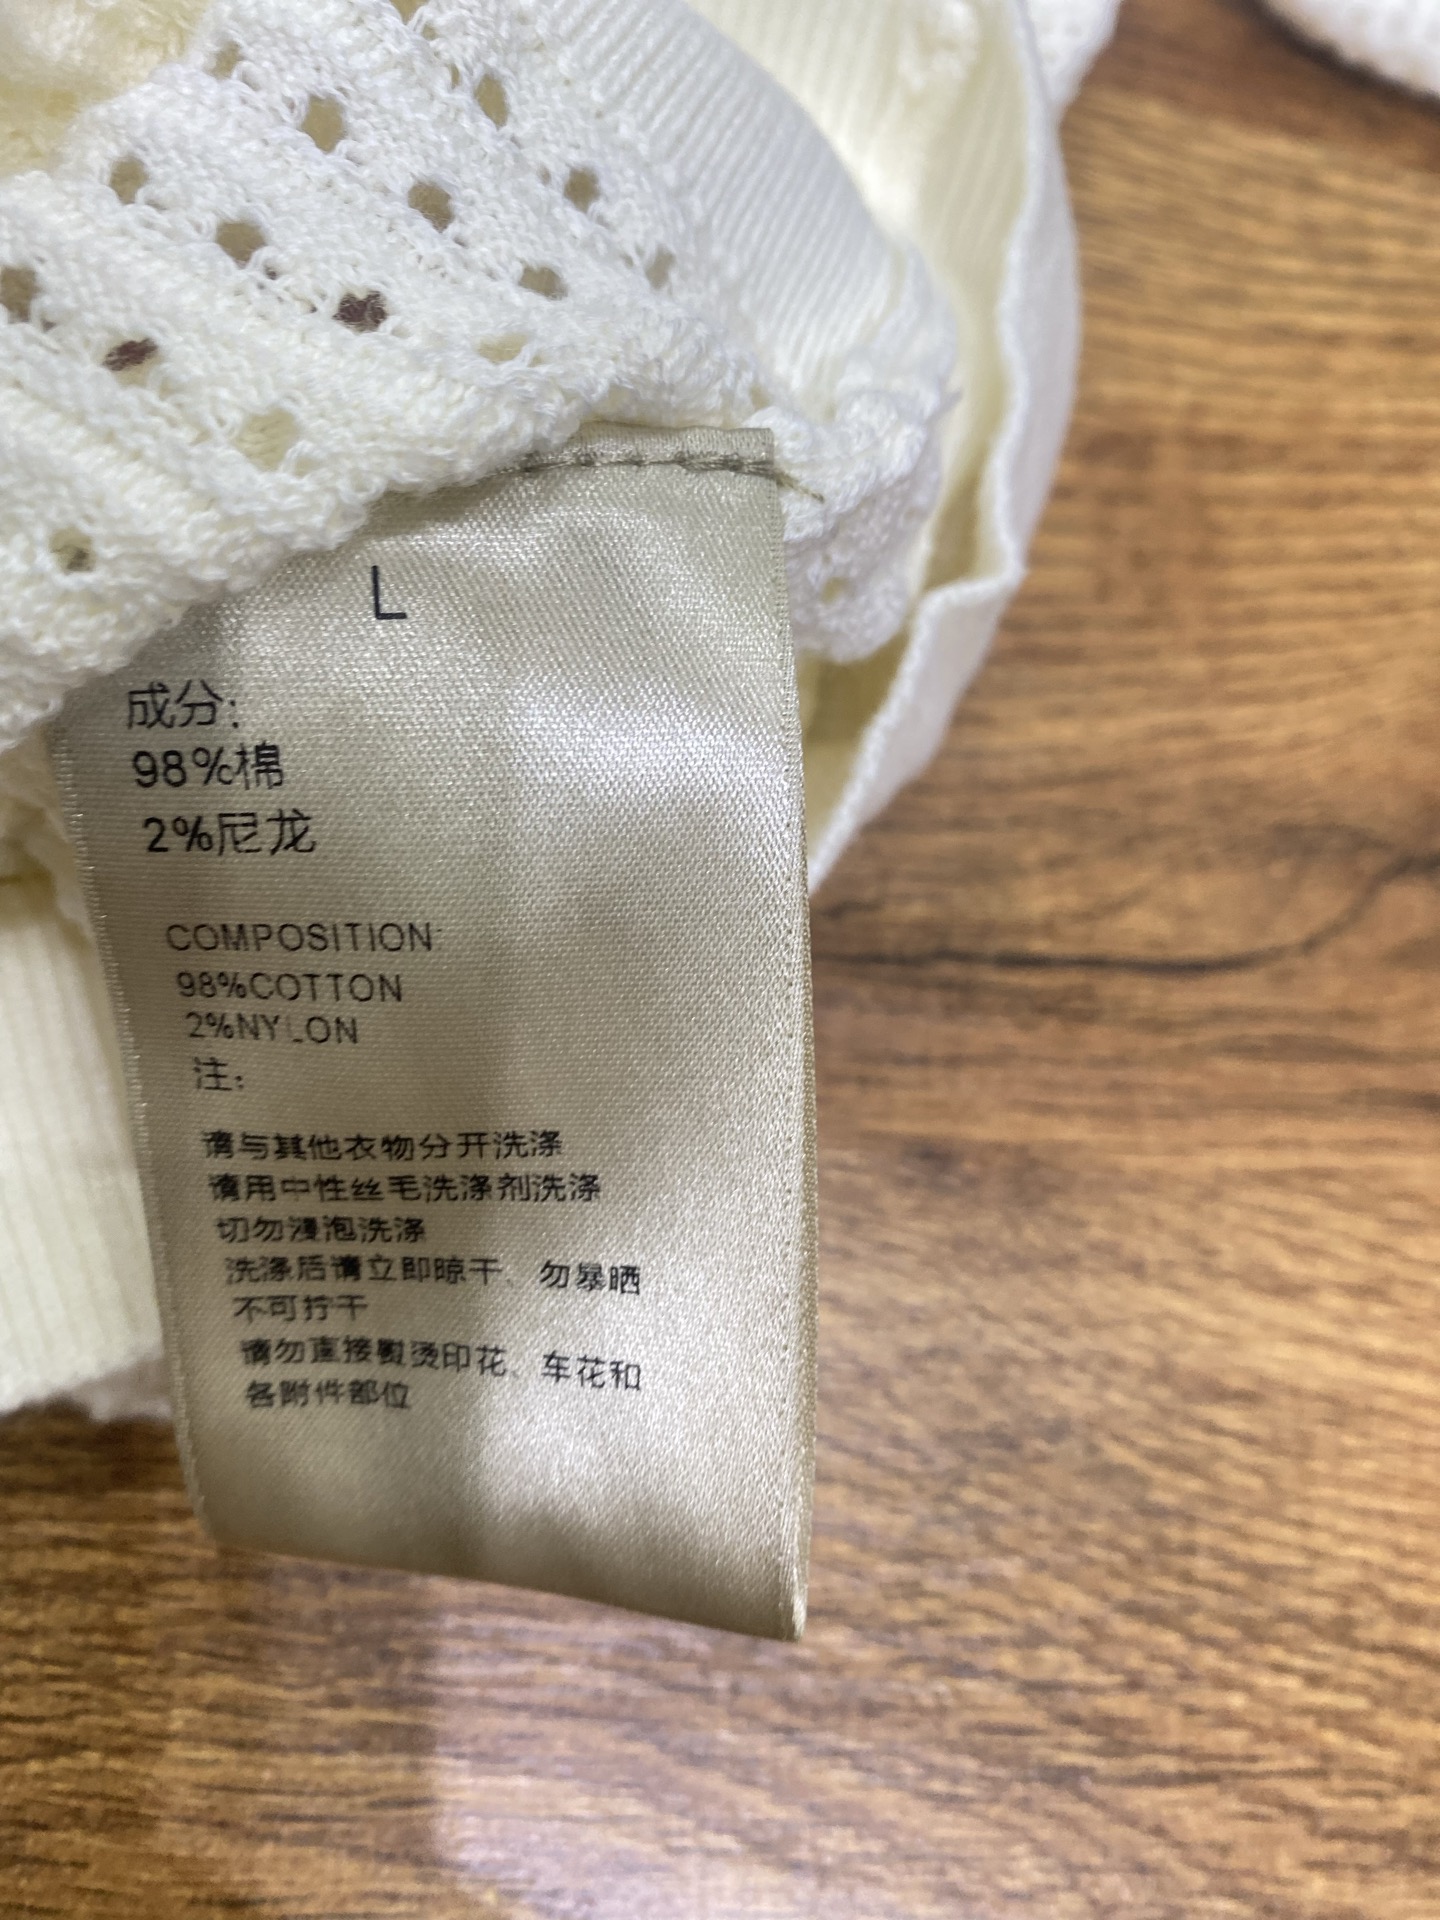 L
成分:
98%棉
2%尼龙
COMPOSITION
98%COTTON
2%NYLON
注:
请与其他衣物分开洗涤
请用中性丝毛洗涤剂洗涤
切勿漫泡洗涤
洗涤后请立即晾干、勿暴晒
不可拧干
请勿直接熨烫印花、车花和
各附件部位